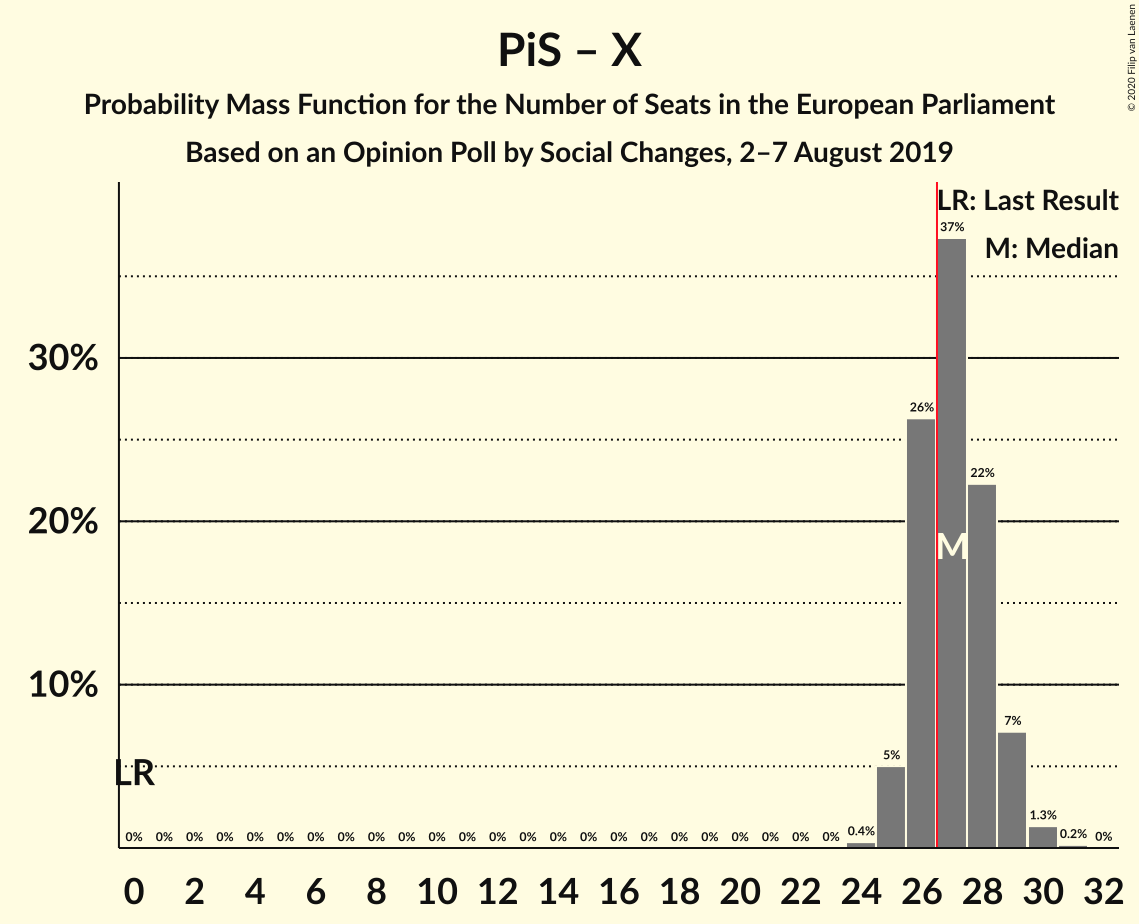 PiS – X
Probability Mass Function for the Number of Seats in the European Parliament
Based on an Opinion Poll by Social Changes, 2–7 August 2019
© 2020 Filip van Laenen
LR: Last Result
M: Median
37%
30%
26%
22%
20%
M
10%
7%
5%
LR
1.3%
0% 0% 0% 0% 0% 0% 0% 0% 0% 0% 0% 0% 0% 0% 0% 0% 0% 0% 0% 0% 0% 0% 0% 0% 0.4% 0.2% 0%
0 2 4 6 8 10 12 14 16 18 20 22 24 26 28 30 32